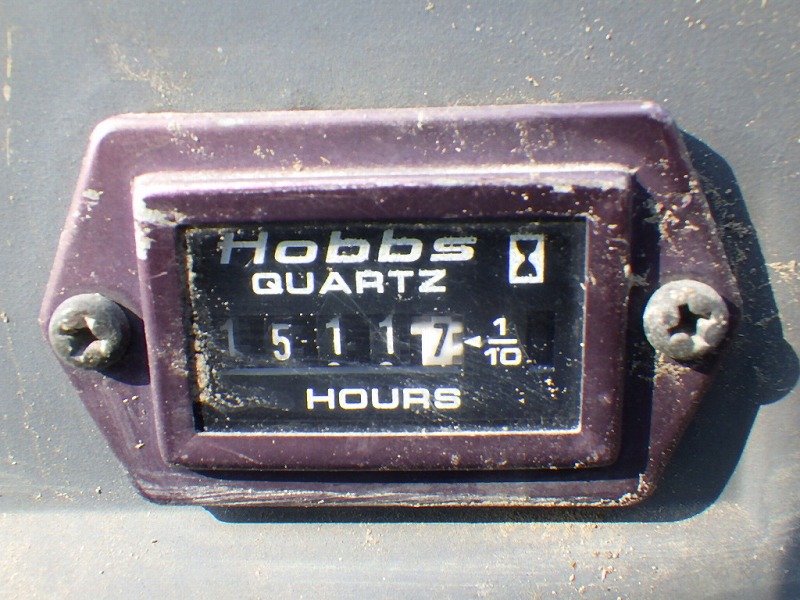 Hobbs
QUARTZ
1 5 1 1 7 ◄ 1/10
HOURS